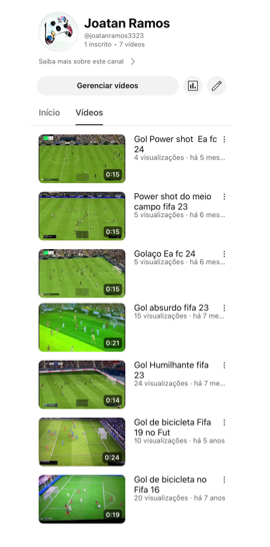 Joatan Ramos
@joatanramos3323
1 inscrito • 7 vídeos
Saiba mais sobre este canal
Gerenciar vídeos
Início
Vídeos
Gol Power shot Ea fc
24
4 visualizações · há 5 mes...
0:15
Power shot do meio
campo fifa 23
5 visualizações · há 6 mes...
0:15
Golaço Ea fc 24
5 visualizações · há 6 mes...
0:15
Gol absurdo fifa 23
15 visualizações · há 7 me...
0:21
Gol Humilhante fifa
23
24 visualizações · há 7 me...
0:14
Gol de bicicleta Fifa
19 no Fut
10 visualizações · há 5 anos
0:24
Gol de bicicleta no
Fifa 16
20 visualizações · há 7 anos
0:19